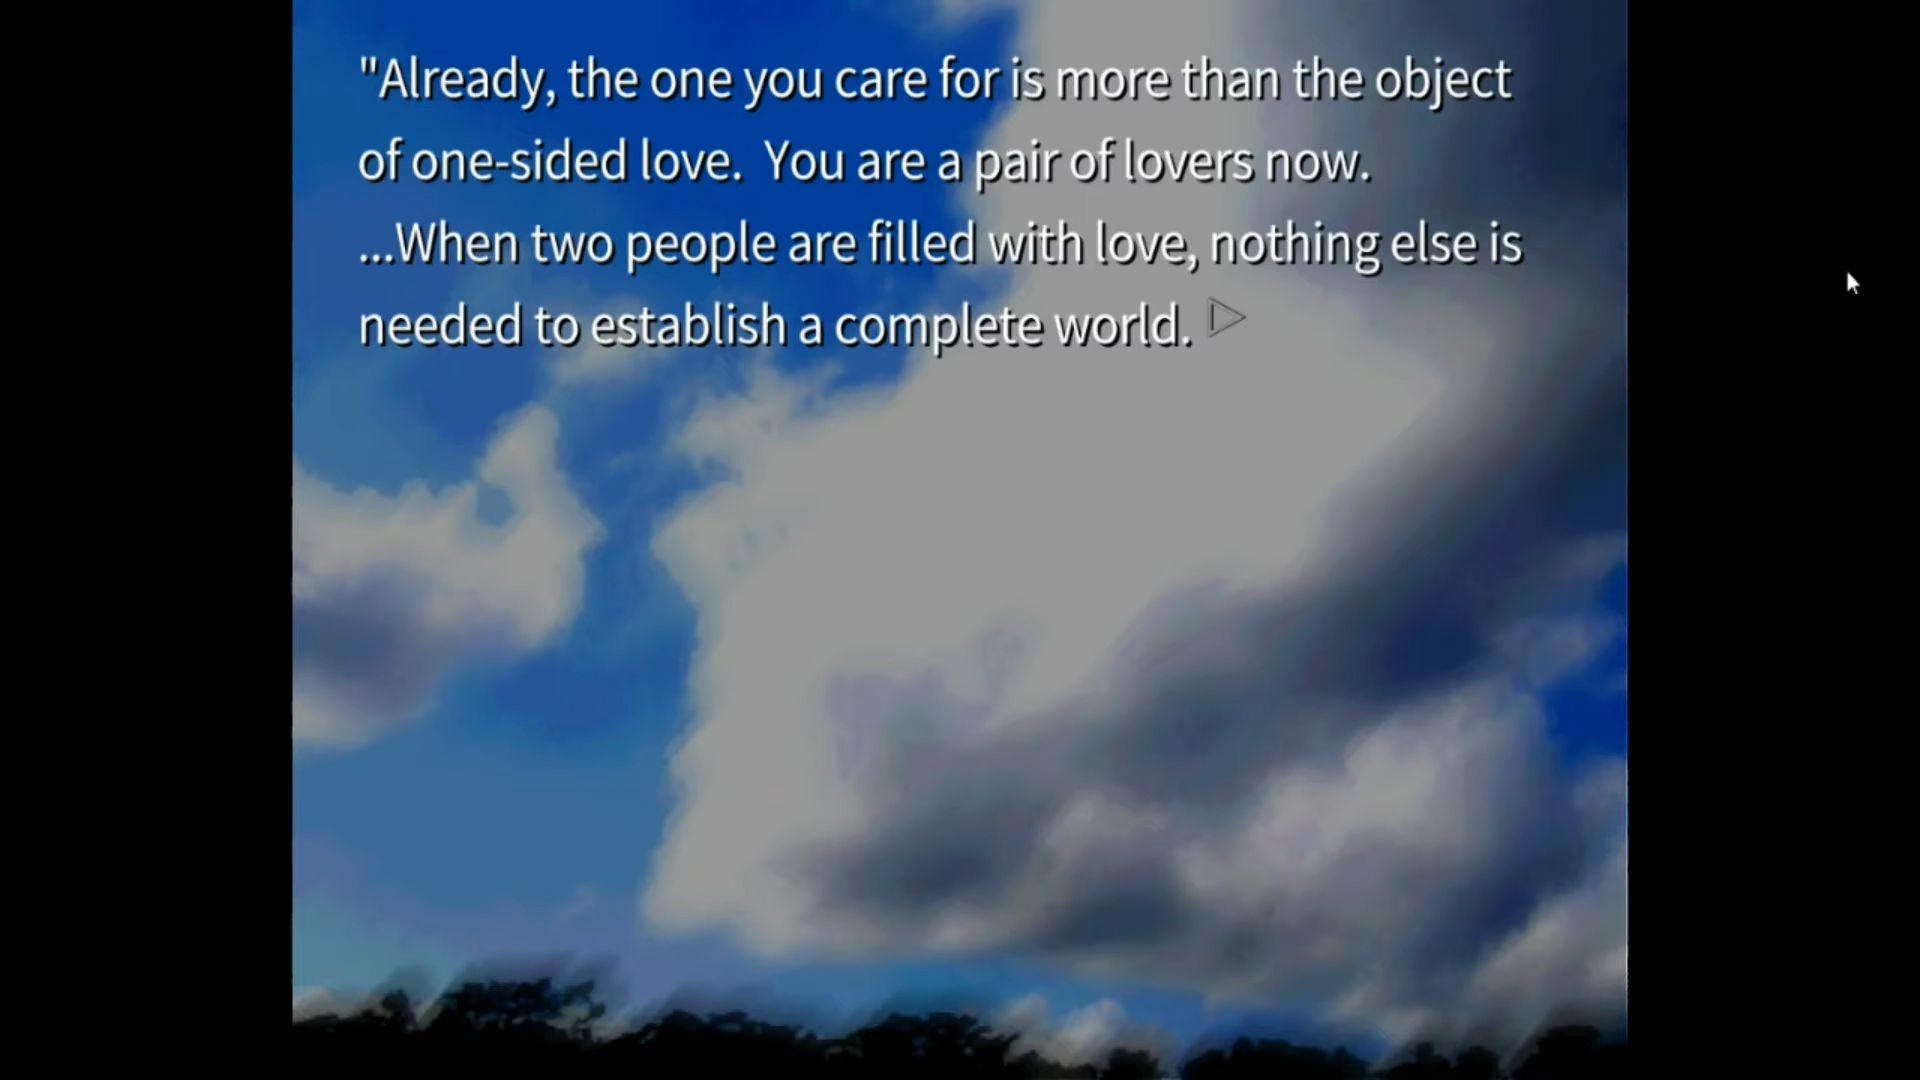 "Already, the one you care for is more than the object
of one-sided love.  You are a pair of lovers now.
...When two people are filled with love, nothing else is
needed to establish a complete world.